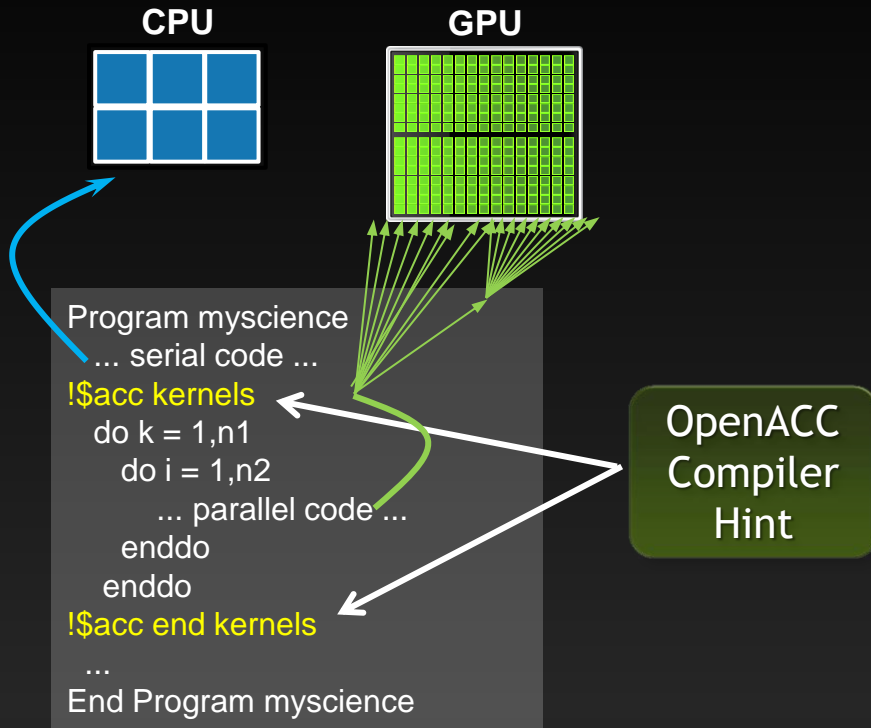 CPU
GPU
Program myscience
... serial code ...
!$acc kernels
do k = 1,n1
do i = 1,n2
... parallel code ...
enddo
enddo
!$acc end kernels
...
End Program myscience
OpenACC
Compiler
Hint